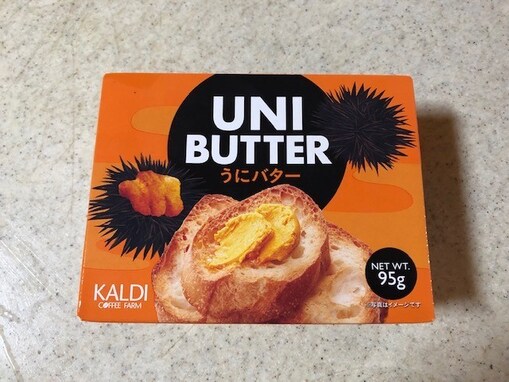 UNI
BUTTER
うにバター
NET WT.
95g
KALDI
COFFEE FARM
※写真はイメージです